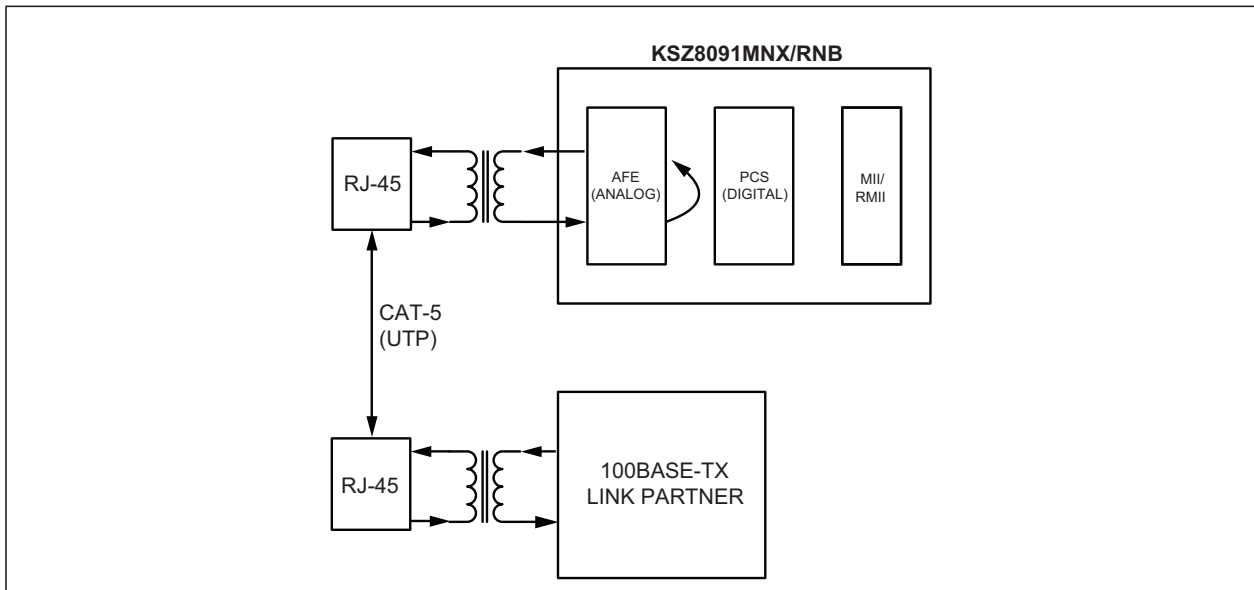 KSZ8091MNX/RNB
RJ-45
AFE
(ANALOG)
PCS
(DIGITAL)
MII/
RMII
CAT-5
(UTP)
RJ-45
100BASE-TX
LINK PARTNER